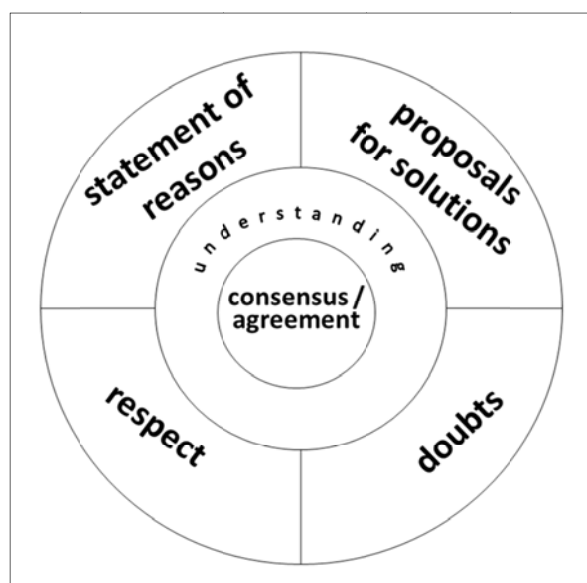 statement of
reasons
proposals
for solutions
understanding
consensus/
agreement
respect
doubts